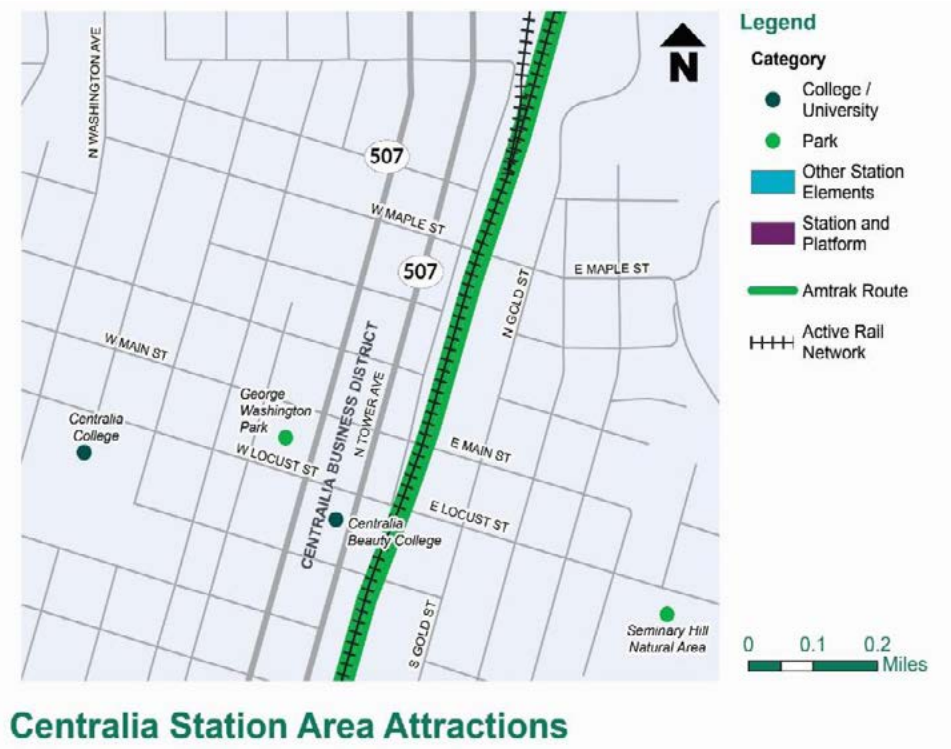 Legend
Category
College /
University
Park
Other Station
Elements
Station and
Platform
Amtrak Route
Active Rail
Network
0 0.1 0.2
Miles
N
N WASHINGTON AVE
507
W MAPLE ST
507
E MAPLE ST
N GOLD ST
W MAIN ST
CENTRAILIA BUSINESS DISTRICT
N TOWER AVE
George
Washington
Park
Centralia
College
W LOCUST ST
E MAIN ST
E LOCUST ST
Centralia
Beauty College
S GOLD ST
Seminary Hill
Natural Area
Centralia Station Area Attractions